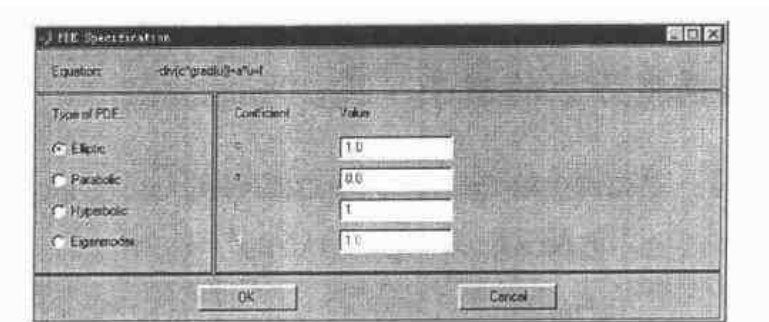 PDE Specification
Equation: -div(c*grad(u))+a*u=f
Type of PDE: Coefficient Value
Elliptic c 1.0
Parabolic a 0.0
Hyperbolic f 1
Eigenmodes 1.0
OK Cancel